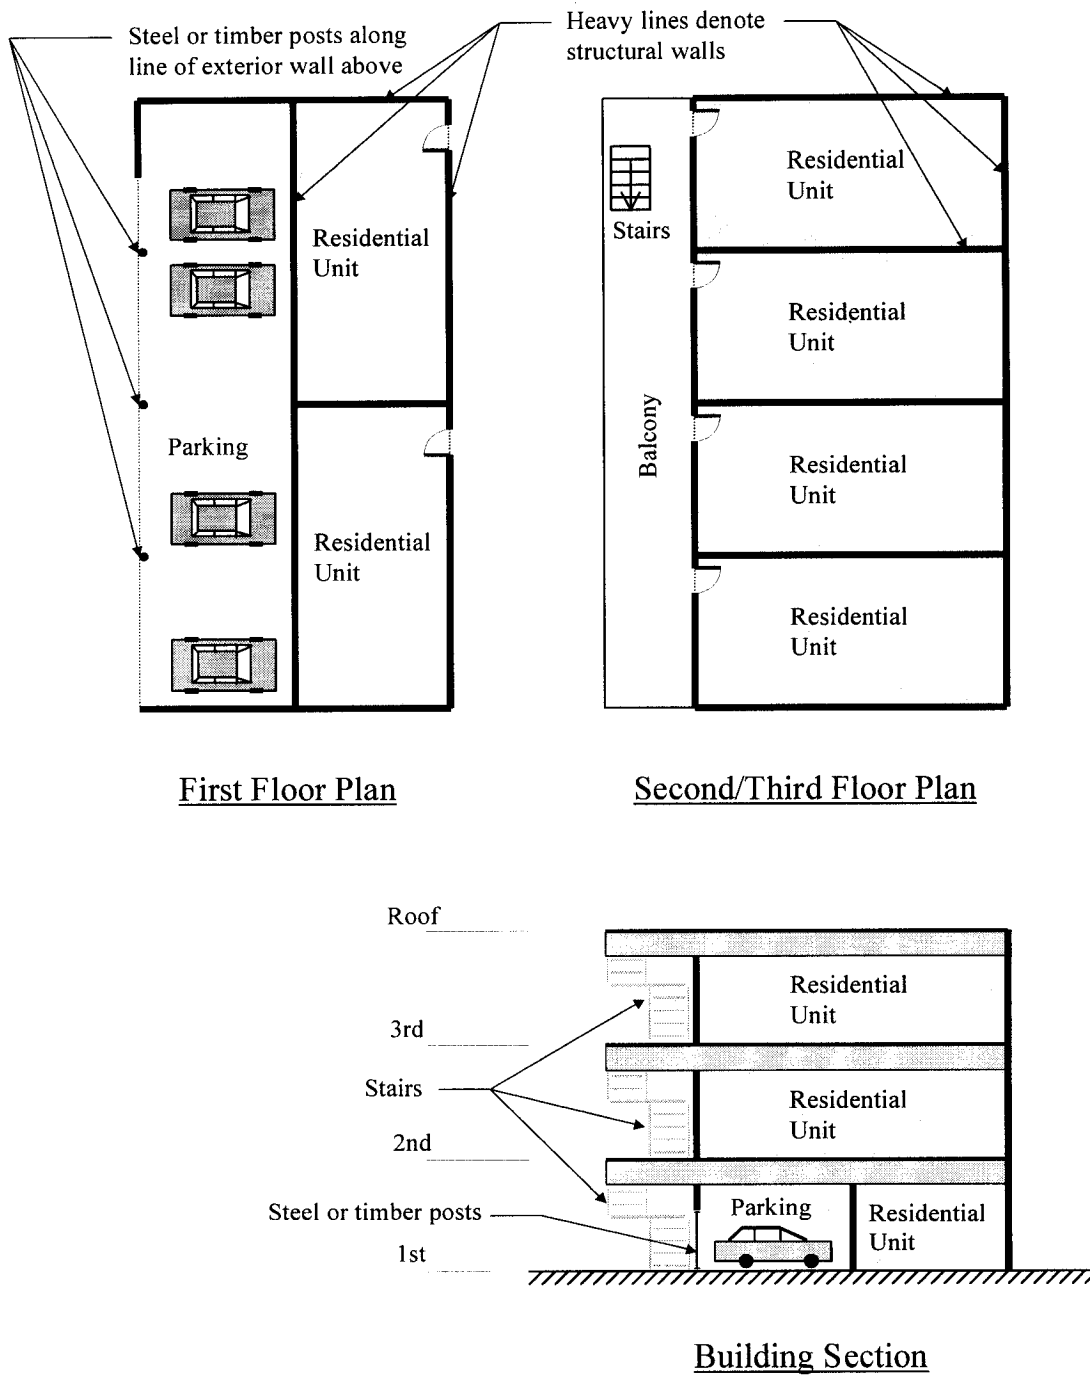 Steel or timber posts along
line of exterior wall above
Heavy lines denote
structural walls
Residential
Unit
Parking
Residential
Unit
First Floor Plan
Residential
Unit
Stairs
Residential
Unit
Balcony
Residential
Unit
Residential
Unit
Second/Third Floor Plan
Roof
Residential
Unit
3rd
Stairs
Residential
Unit
2nd
Steel or timber posts
Parking
Residential
Unit
1st
Building Section